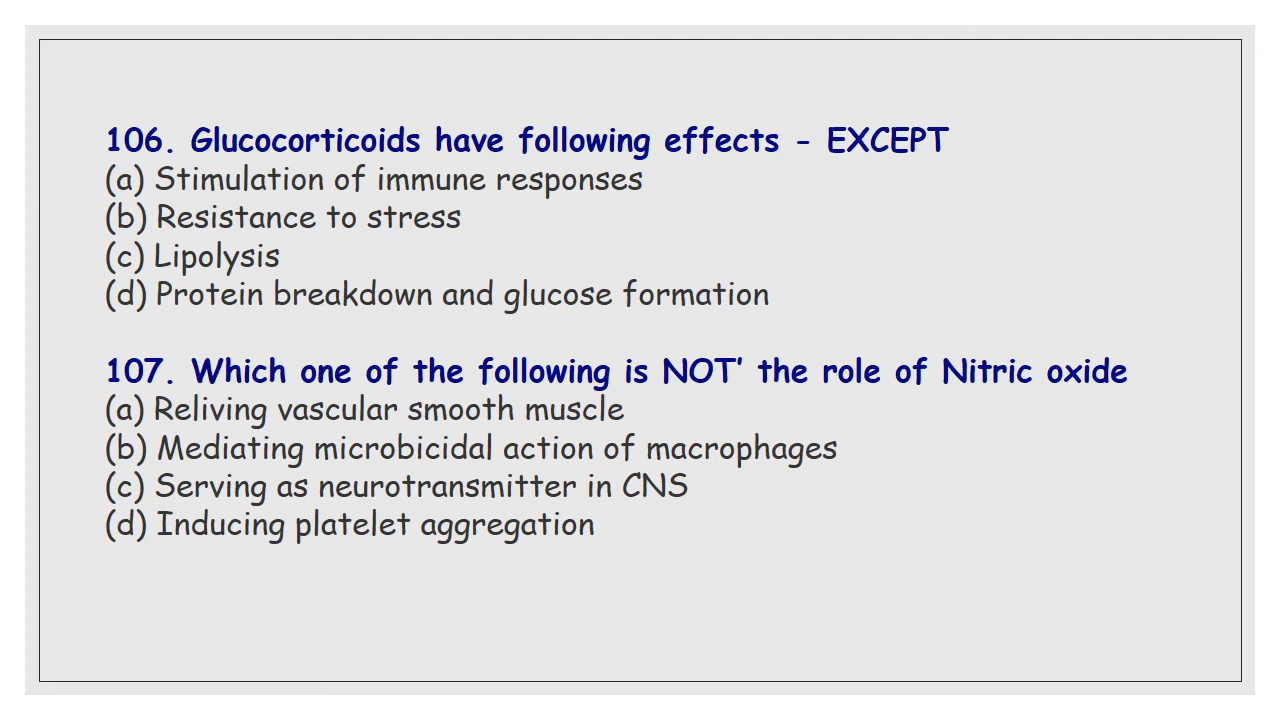 106. Glucocorticoids have following effects - EXCEPT
(a) Stimulation of immune responses
(b) Resistance to stress
(c) Lipolysis
(d) Protein breakdown and glucose formation
107. Which one of the following is NOT’ the role of Nitric oxide
(a) Reliving vascular smooth muscle
(b) Mediating microbicidal action of macrophages
(c) Serving as neurotransmitter in CNS
(d) Inducing platelet aggregation